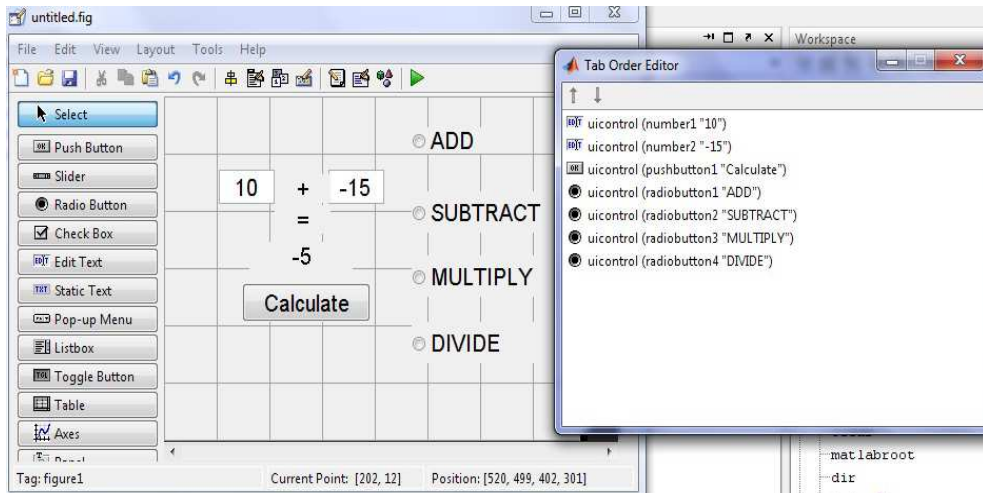 untitled.fig
File Edit View Layout Tools Help
Select
Push Button
Slider
Radio Button
Check Box
Edit Text
Static Text
Pop-up Menu
Listbox
Toggle Button
Table
Axes
10 + -15
=
-5
Calculate
ADD
SUBTRACT
MULTIPLY
DIVIDE
Tag: figure1 Current Point: [202, 12] Position: [520, 499, 402, 301]
Workspace
Tab Order Editor
uicontrol (number1 "10")
uicontrol (number2 "-15")
uicontrol (pushbutton1 "Calculate")
uicontrol (radiobutton1 "ADD")
uicontrol (radiobutton2 "SUBTRACT")
uicontrol (radiobutton3 "MULTIPLY")
uicontrol (radiobutton4 "DIVIDE")
matlabroot
dir